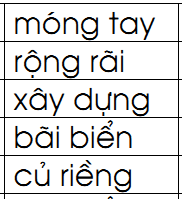 móng tay
rộng rãi
xây dựng
bãi biển
củ riềng